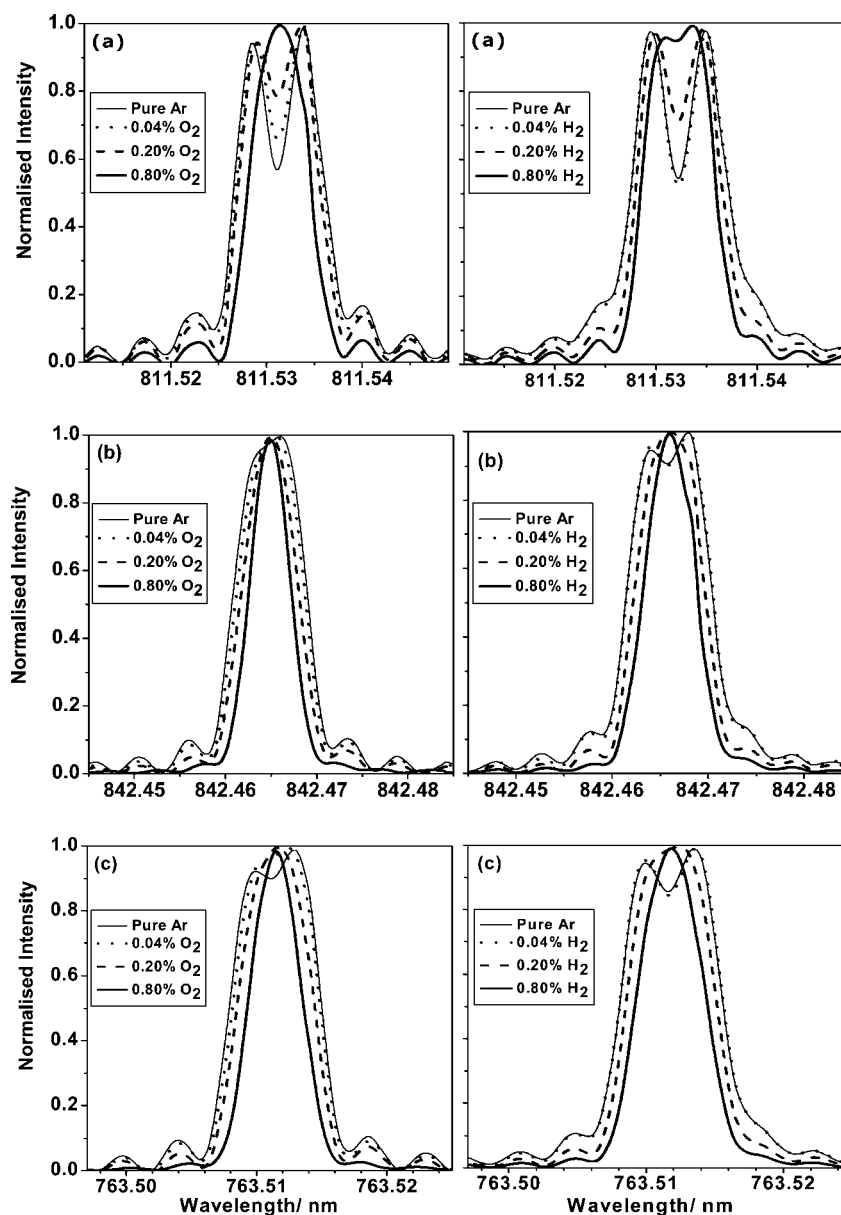 Normalised Intensity
1.0
0.8
0.6
0.4
0.2
0.0
(a)
Pure Ar
0.04% O2
0.20% O2
0.80% O2
811.52 811.53 811.54
(a)
Pure Ar
0.04% H2
0.20% H2
0.80% H2
811.52 811.53 811.54
Normalised Intensity
1.0
0.8
0.6
0.4
0.2
0.0
(b)
Pure Ar
0.04% O2
0.20% O2
0.80% O2
842.45 842.46 842.47 842.48
(b)
Pure Ar
0.04% H2
0.20% H2
0.80% H2
842.45 842.46 842.47 842.48
Normalised Intensity
1.0
0.8
0.6
0.4
0.2
0.0
(c)
Pure Ar
0.04% O2
0.20% O2
0.80% O2
763.50 763.51 763.52
Wavelength/ nm
(c)
Pure Ar
0.04% H2
0.20% H2
0.80% H2
763.50 763.51 763.52
Wavelength/ nm